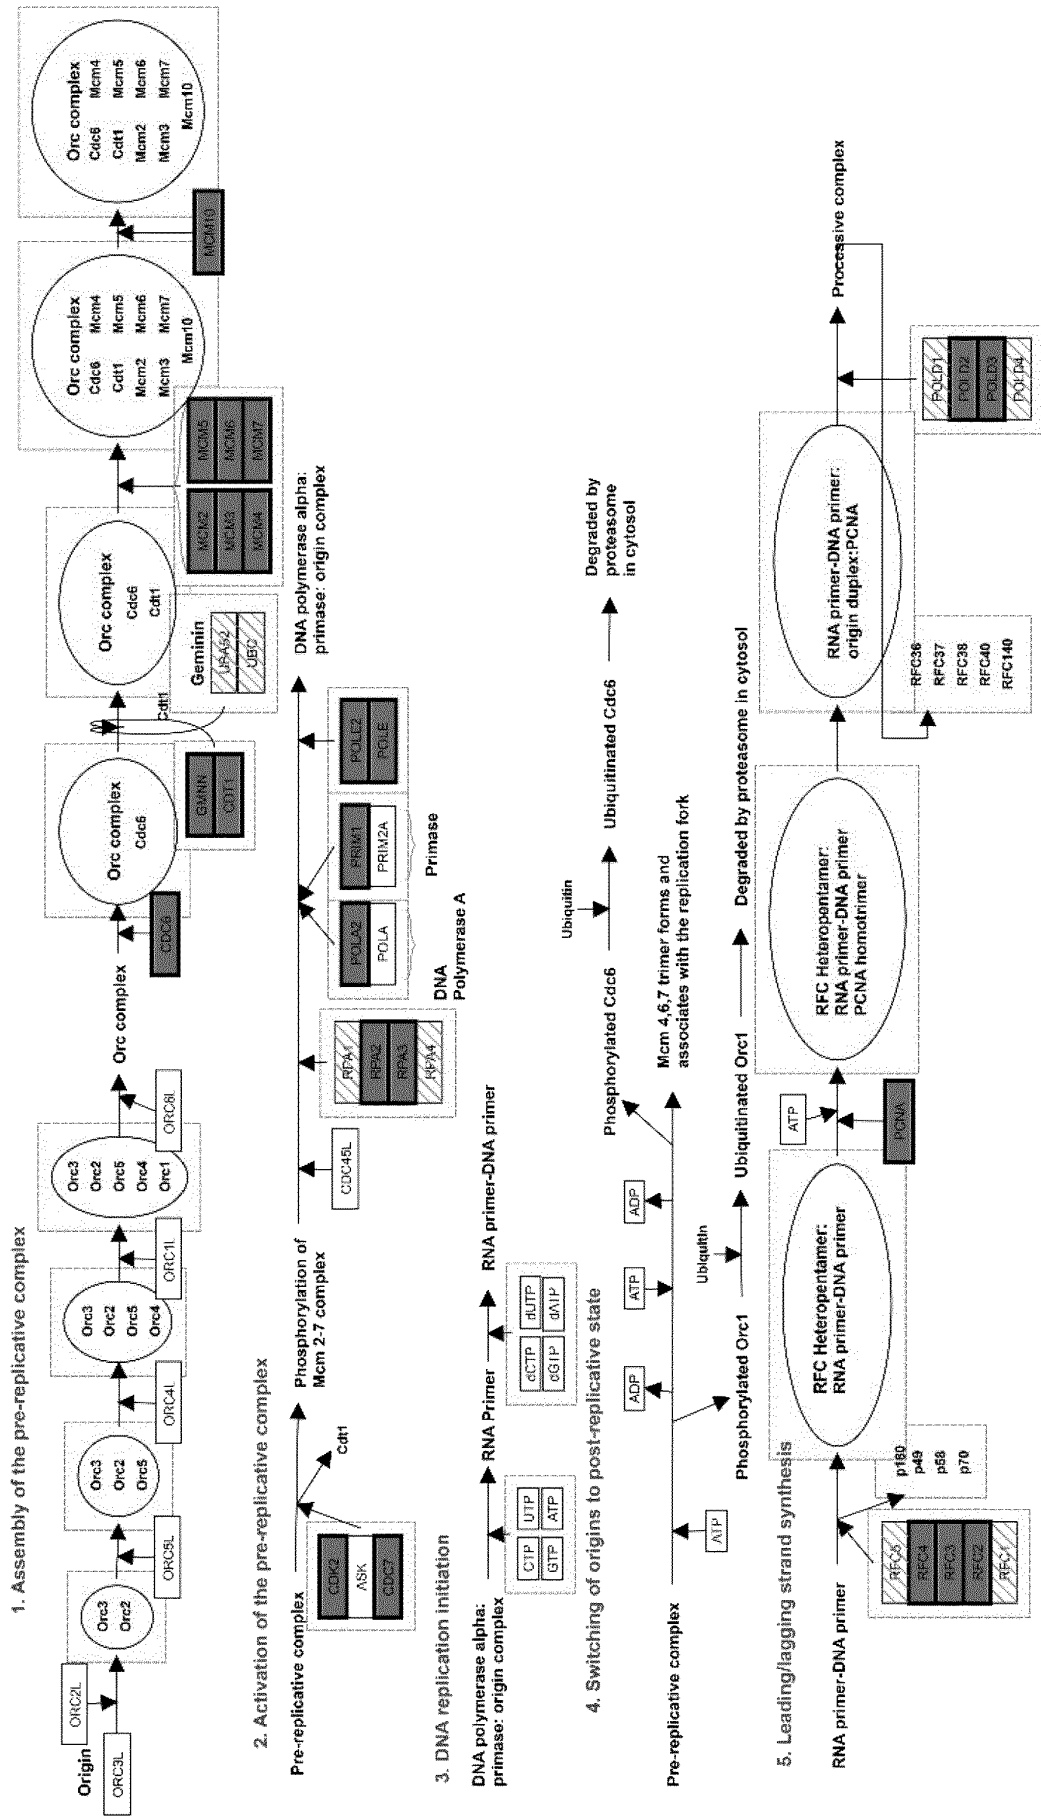 1. Assembly of the pre-replicative complex
ORC2L
Origin
ORC3L
Orc3
Orc2
ORC5L
Orc3
Orc2
Orc5
ORC4L
Orc3
Orc2
Orc5
Orc4
ORC1L
Orc3
Orc2
Orc5
Orc4
Orc1
ORC6L
Orc complex
CDC6
Orc complex
Cdc6
GMNN
CDT1
Cdt1
Geminin
UBA52
UBC
Orc complex
Cdc6
Cdt1
MCM2
MCM3
MCM4
MCM5
MCM6
MCM7
Orc complex
Cdc6 Mcm4
Cdt1 Mcm5
Mcm2 Mcm6
Mcm3 Mcm7
Mcm10
MCM10
Orc complex
Cdc6 Mcm4
Cdt1 Mcm5
Mcm2 Mcm6
Mcm3 Mcm7
Mcm10
2. Activation of the pre-replicative complex
Pre-replicative complex
CDK2
ASK
CDC7
Cdt1
Phosphorylation of
Mcm 2-7 complex
CDC45L
RPA1
RPA2
RPA3
RPA4
POLA2
POLA
DNA
Polymerase A
PRIM1
PRIM2A
Primase
POLE2
POLE
DNA polymerase alpha:
primase: origin complex
3. DNA replication initiation
DNA polymerase alpha:
primase: origin complex
CTP UTP
GTP ATP
RNA Primer
dCTP dUTP
dGTP dATP
RNA primer-DNA primer
4. Switching of origins to post-replicative state
Pre-replicative complex
ATP
ADP
ATP
ADP
Mcm 4,6,7 trimer forms and
associates with the replication fork
Phosphorylated Cdc6
Ubiquitin
Ubiquitinated Cdc6
Degraded by
proteasome
in cytosol
Phosphorylated Orc1
Ubiquitin
Ubiquitinated Orc1
Degraded by proteasome in cytosol
5. Leading/lagging strand synthesis
RNA primer-DNA primer
RFC5
RFC4
RFC3
RFC2
RFC1
p180
p49
p58
p70
RFC Heteropentamer:
RNA primer-DNA primer
ATP
PCNA
RFC Heteropentamer:
RNA primer-DNA primer
PCNA homotrimer
RNA primer-DNA primer:
origin duplex:PCNA
RFC36
RFC37
RFC38
RFC40
RFC140
POLD1
POLD2
POLD3
POLD4
Processive complex